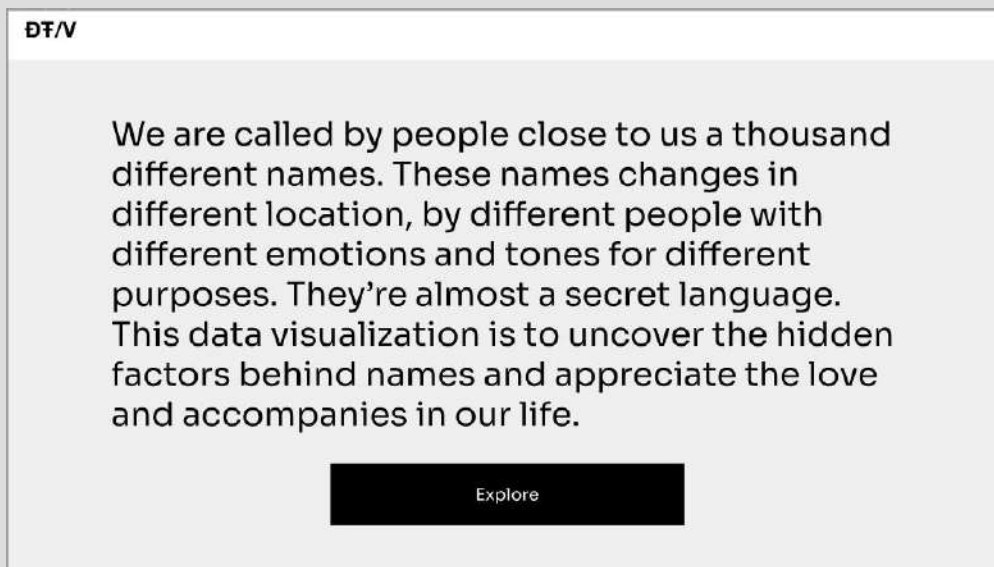 ĐŦ/V
We are called by people close to us a thousand
different names. These names changes in
different location, by different people with
different emotions and tones for different
purposes. They’re almost a secret language.
This data visualization is to uncover the hidden
factors behind names and appreciate the love
and accompanies in our life.
Explore